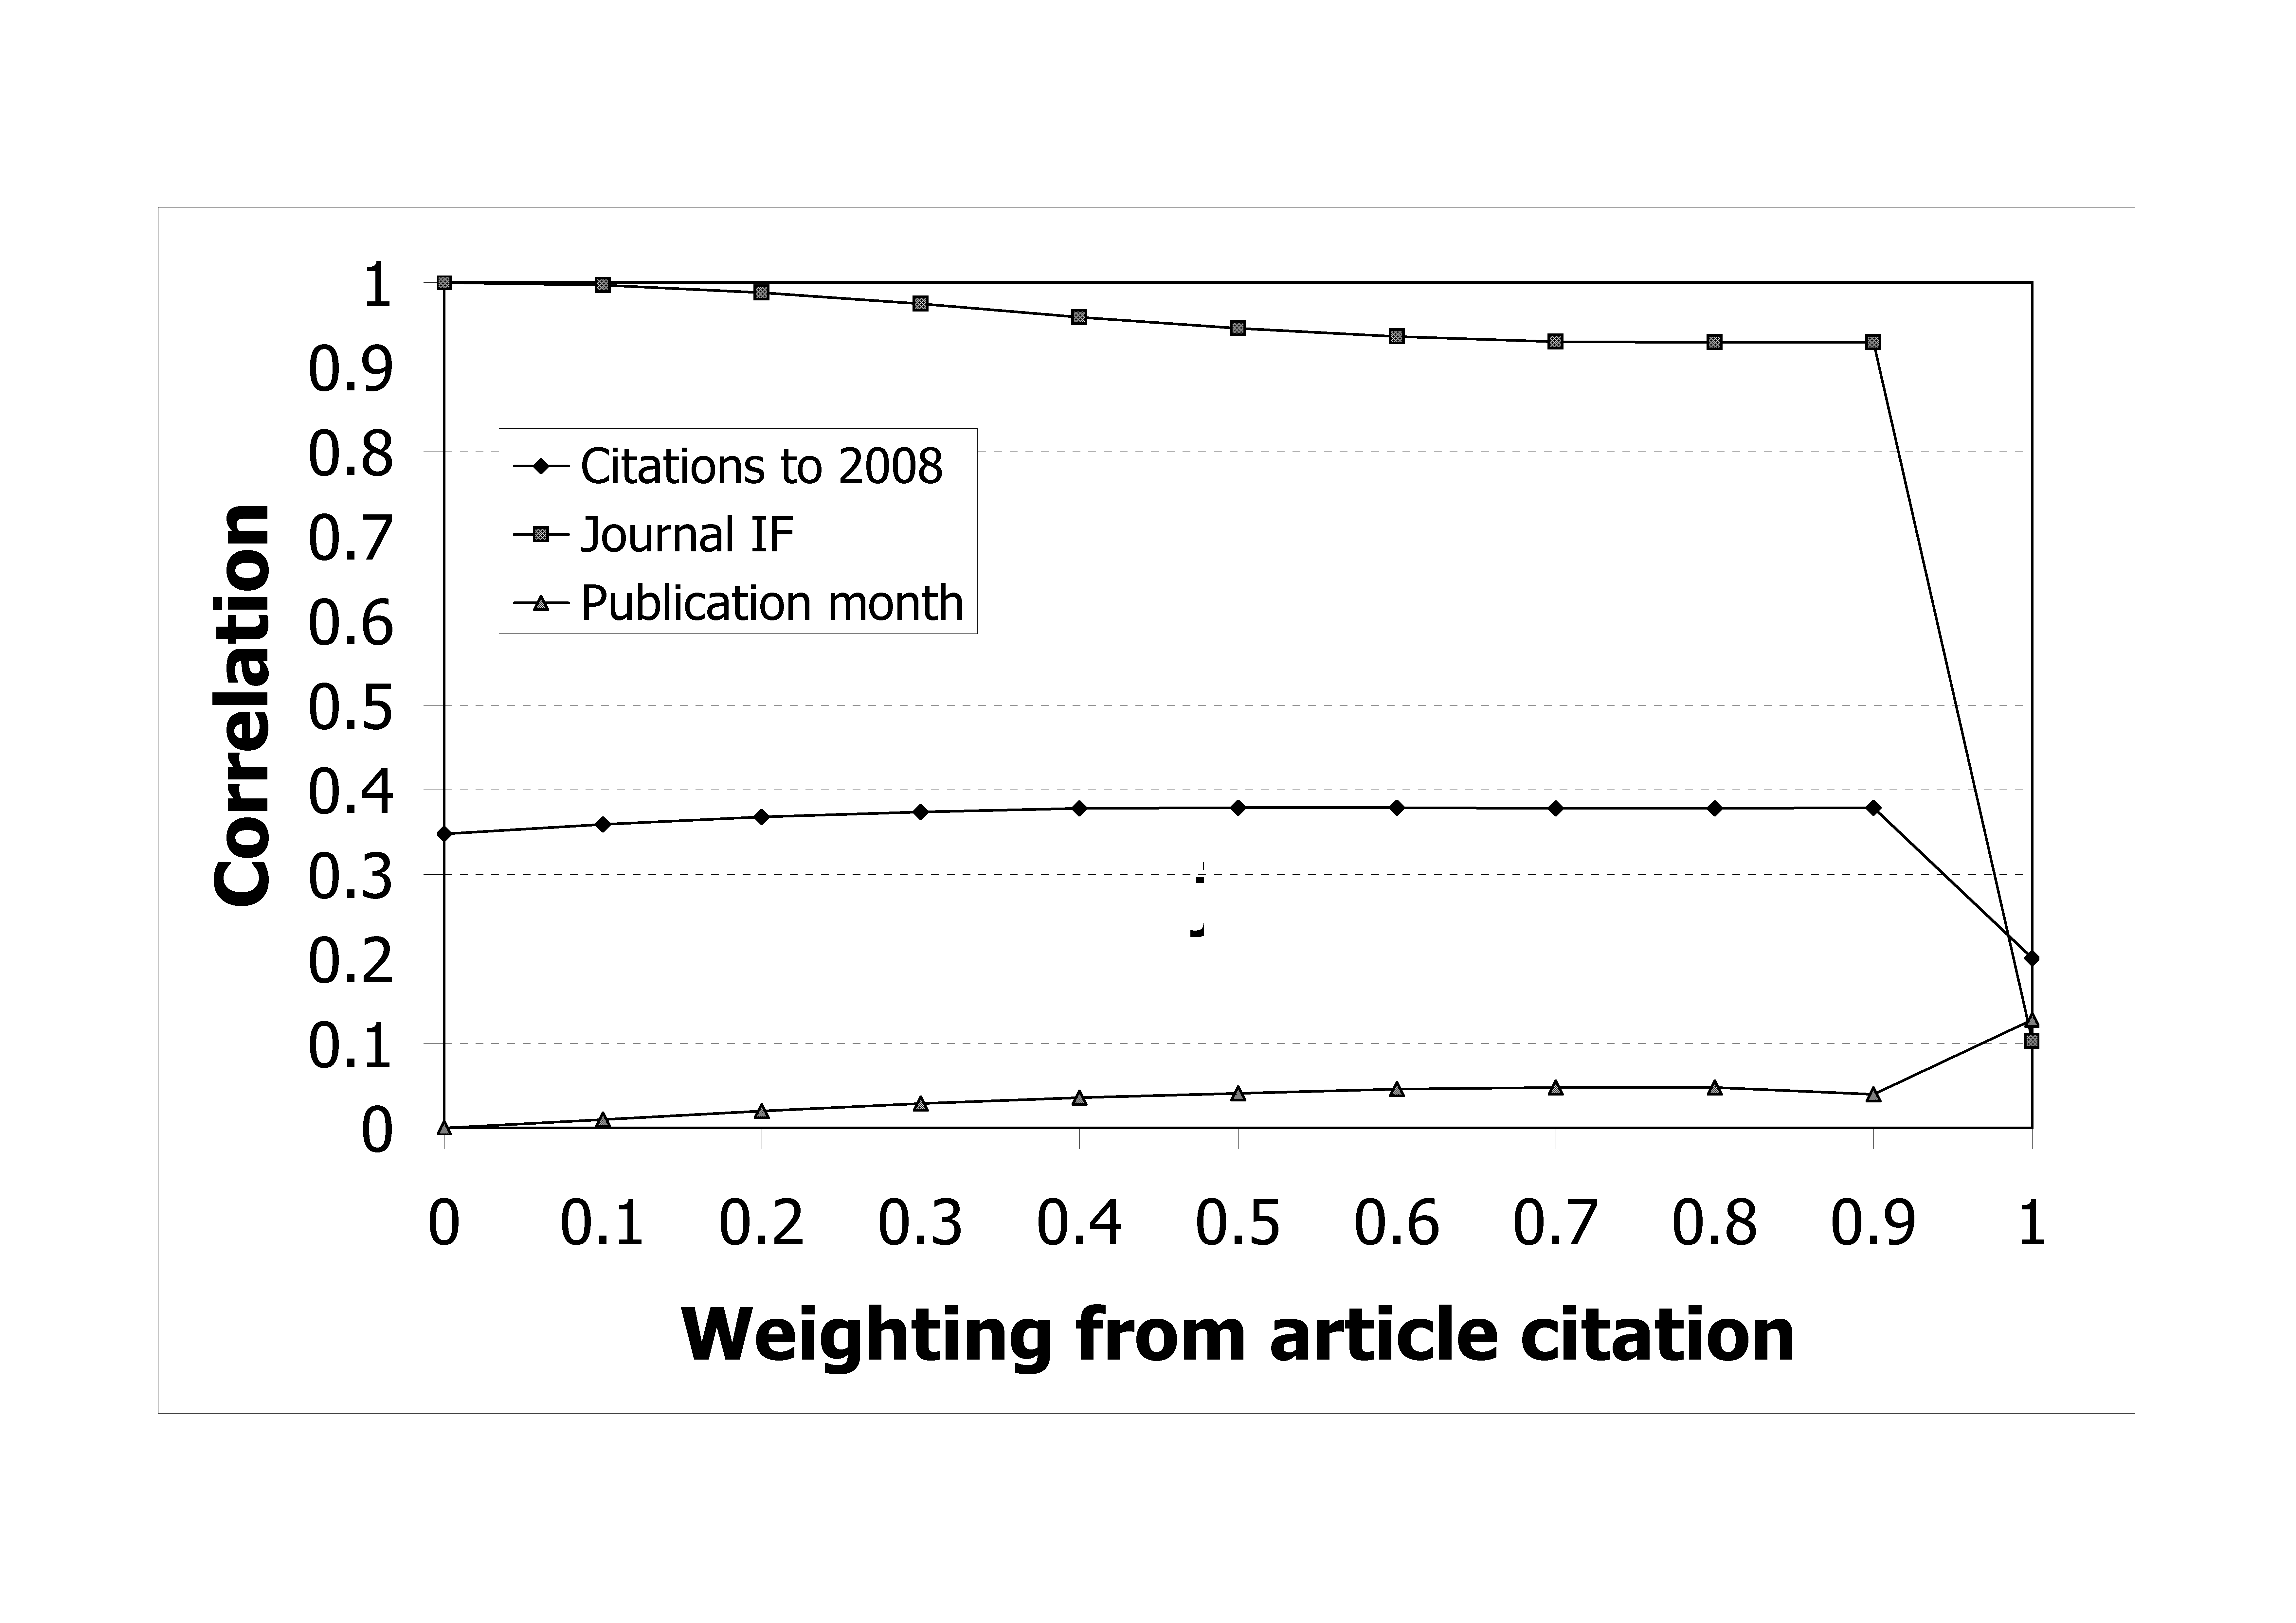 1
0.9
0.8
0.7
0.6
0.5
0.4
0.3
0.2
0.1
0
Correlation
Citations to 2008
Journal IF
Publication month
j
0 0.1 0.2 0.3 0.4 0.5 0.6 0.7 0.8 0.9 1
Weighting from article citation